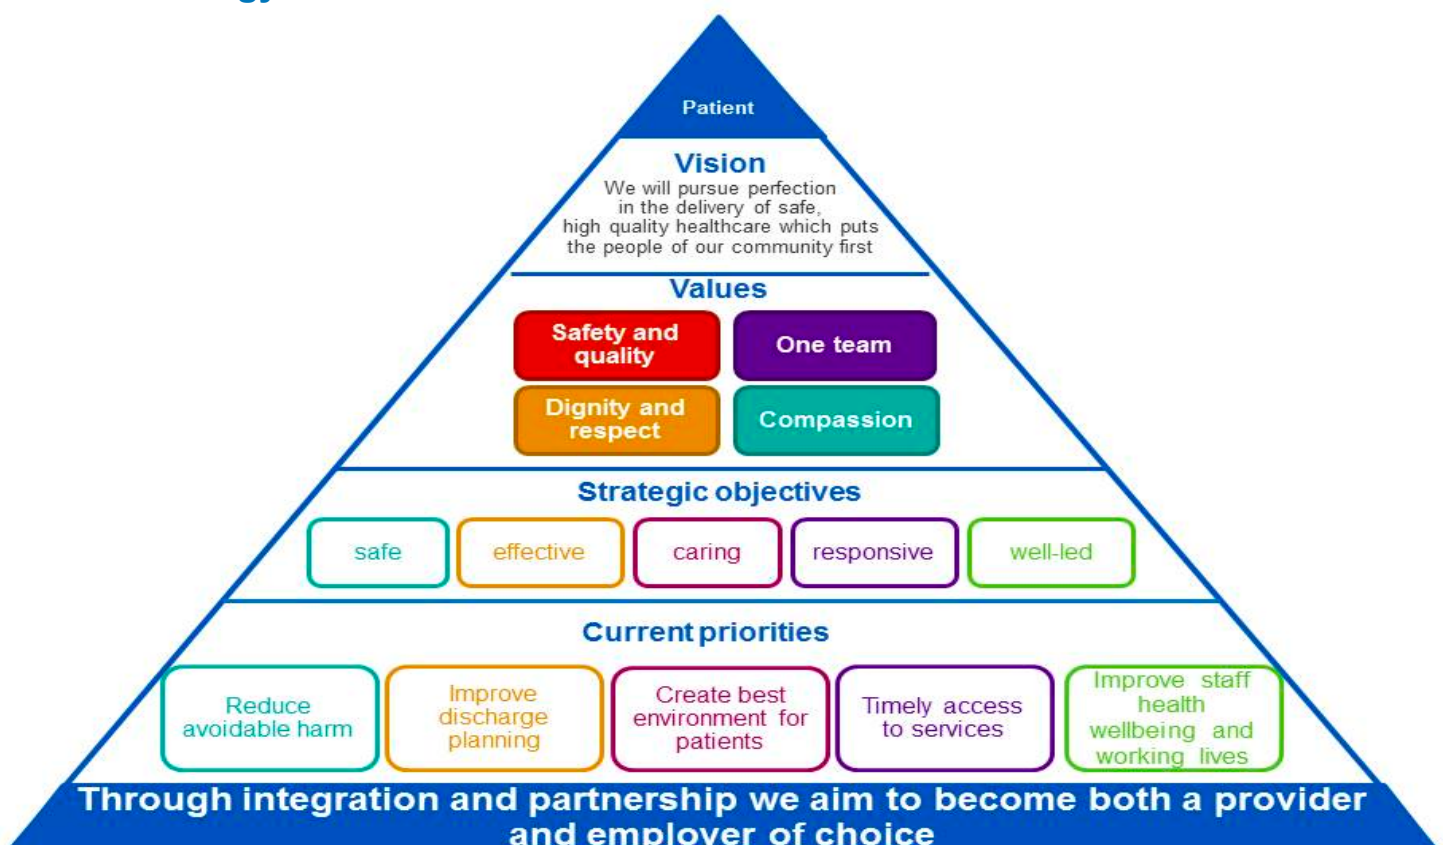 gy
Patient
Vision
We will pursue perfection
in the delivery of safe,
high quality healthcare which puts
the people of our community first
Values
Safety and
quality
One team
Dignity and
respect
Compassion
Strategic objectives
safe
effective
caring
responsive
well-led
Current priorities
Reduce
avoidable harm
Improve
discharge
planning
Create best
environment for
patients
Timely access
to services
Improve staff
health
wellbeing and
working lives
Through integration and partnership we aim to become both a provider
and employer of choice